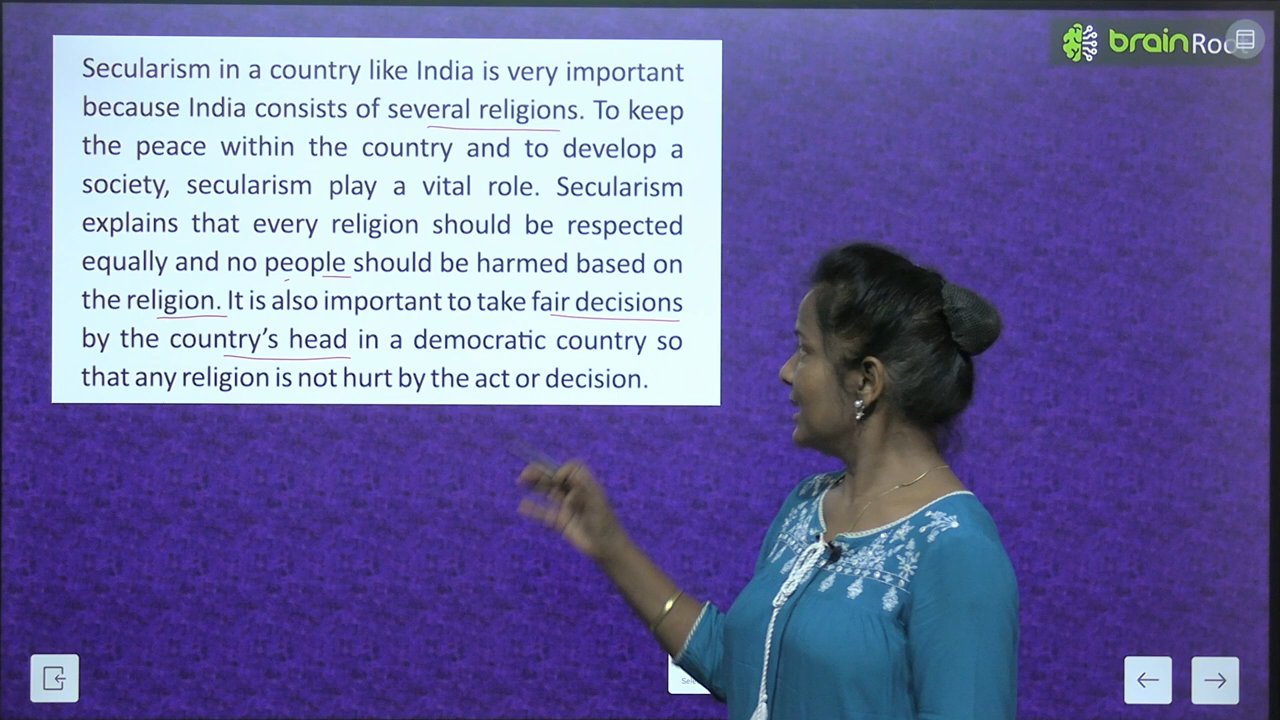 Secularism in a country like India is very important
because India consists of several religions. To keep
the peace within the country and to develop a
society, secularism play a vital role. Secularism
explains that every religion should be respected
equally and no people should be harmed based on
the religion. It is also important to take fair decisions
by the country's head in a democratic country so
that any religion is not hurt by the act or decision.
brain